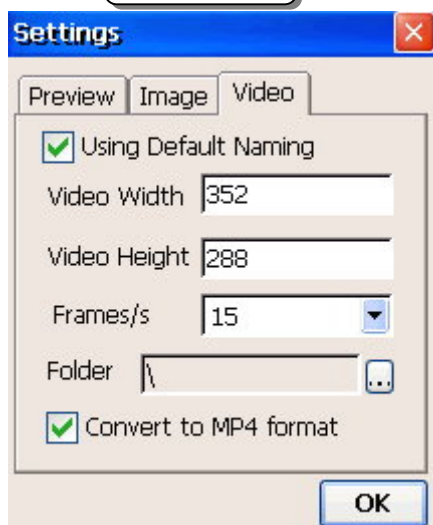 Settings
Preview Image Video
Using Default Naming
Video Width 352
Video Height 288
Frames/s 15
Folder \ ...
Convert to MP4 format
OK